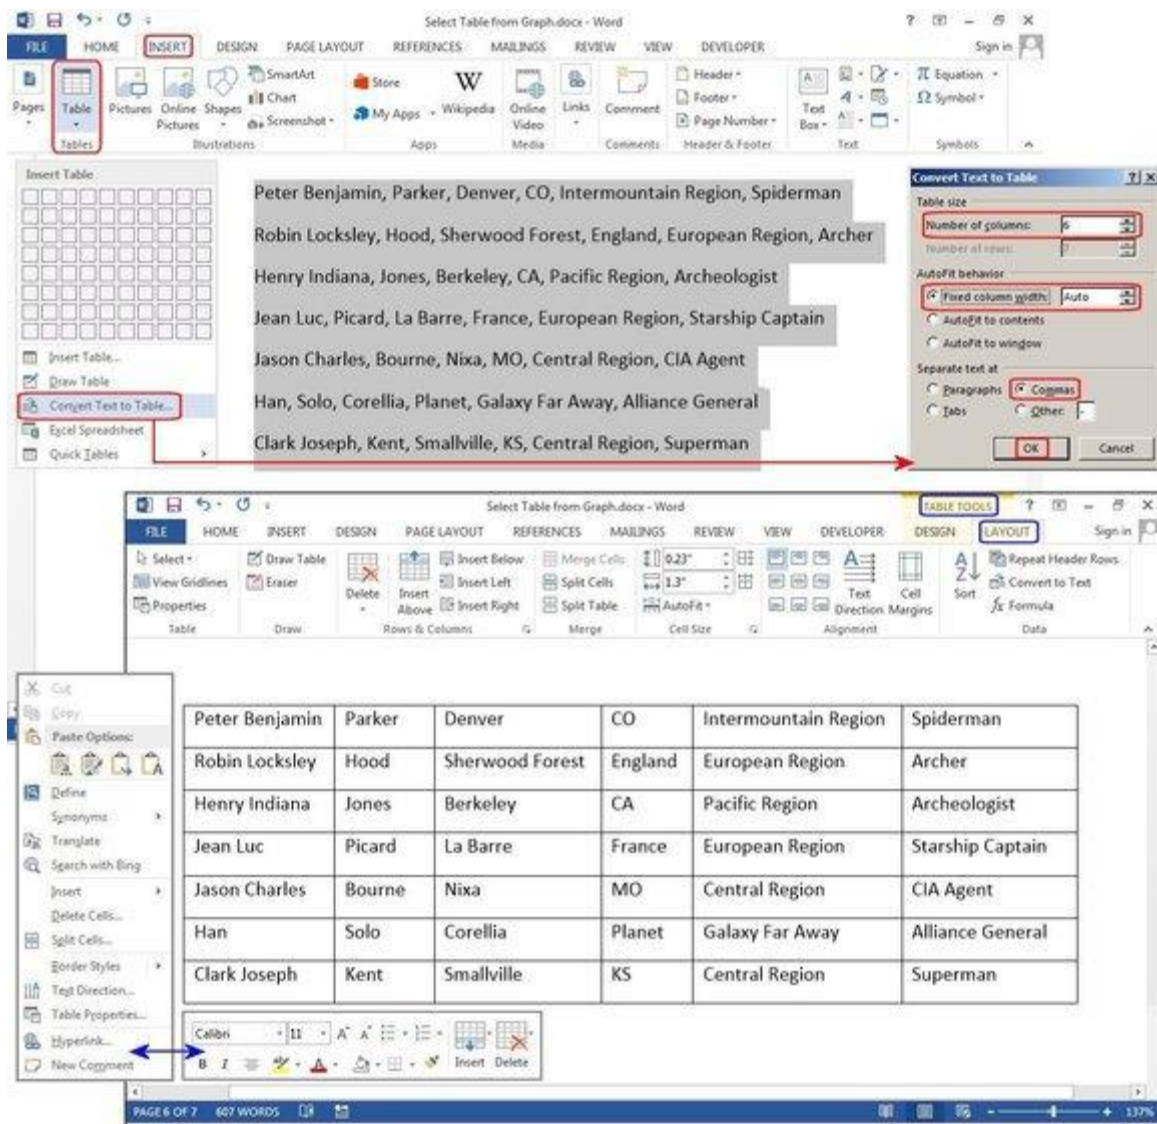 Select Table from Graph.docx - Word
FILE HOME INSERT DESIGN PAGE LAYOUT REFERENCES MAILINGS REVIEW VIEW DEVELOPER Sign in
Pages Table Pictures Online Pictures Shapes SmartArt Chart Screenshot Store My Apps Wikipedia Online Video Links Comment Header Footer Page Number Text Box Equation Symbol
Tables Illustrations Apps Media Comments Header & Footer Text Symbols
Insert Table
Insert Table...
Draw Table
Convert Text to Table...
Excel Spreadsheet
Quick Tables
Peter Benjamin, Parker, Denver, CO, Intermountain Region, Spiderman
Robin Locksley, Hood, Sherwood Forest, England, European Region, Archer
Henry Indiana, Jones, Berkeley, CA, Pacific Region, Archeologist
Jean Luc, Picard, La Barre, France, European Region, Starship Captain
Jason Charles, Bourne, Nixa, MO, Central Region, CIA Agent
Han, Solo, Corellia, Planet, Galaxy Far Away, Alliance General
Clark Joseph, Kent, Smallville, KS, Central Region, Superman
Convert Text to Table
Table size
Number of columns: 6
Number of rows: 7
AutoFit behavior
Fixed column width: Auto
AutoFit to contents
AutoFit to window
Separate text at
Paragraphs Commas
Tabs Other: -
OK Cancel
Select Table from Graph.docx - Word TABLE TOOLS
FILE HOME INSERT DESIGN PAGE LAYOUT REFERENCES MAILINGS REVIEW VIEW DEVELOPER DESIGN LAYOUT Sign in
Select Draw Table Insert Below Merge Cells 0.23" Repeat Header Rows
View Gridlines Eraser Delete Insert Above Insert Left Split Cells 1.3" Text Direction Cell Margins Sort Convert to Text
Properties Insert Right Split Table AutoFit Formula
Table Draw Rows & Columns Merge Cell Size Alignment Data
Cut
Copy
Paste Options:
Define
Synonyms
Translate
Search with Bing
Insert
Delete Cells...
Split Cells...
Border Styles
Text Direction...
Table Properties...
Hyperlink...
New Comment
Peter Benjamin Parker Denver CO Intermountain Region Spiderman
Robin Locksley Hood Sherwood Forest England European Region Archer
Henry Indiana Jones Berkeley CA Pacific Region Archeologist
Jean Luc Picard La Barre France European Region Starship Captain
Jason Charles Bourne Nixa MO Central Region CIA Agent
Han Solo Corellia Planet Galaxy Far Away Alliance General
Clark Joseph Kent Smallville KS Central Region Superman
Calibri 11
B I Insert Delete
PAGE 6 OF 7 607 WORDS 137%